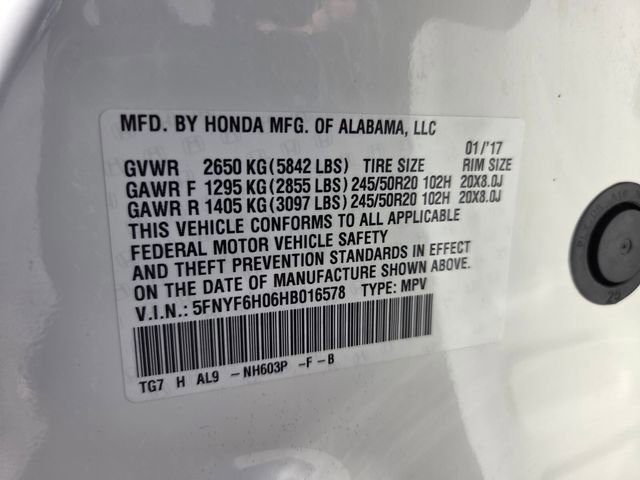 MFD. BY HONDA MFG. OF ALABAMA, LLC
01/'17
GVWR 2650 KG(5842 LBS) TIRE SIZE RIM SIZE
GAWR F 1295 KG(2855 LBS)245/50R20 102H 20X8.0J
GAWR R 1405 KG(3097 LBS)245/50R20 102H 20X8.0J
THIS VEHICLE CONFORMS TO ALL APPLICABLE
FEDERAL MOTOR VEHICLE SAFETY
AND THEFT PREVENTION STANDARDS IN EFFECT
ON THE DATE OF MANUFACTURE SHOWN ABOVE.
V.I.N.: 5FNYF6H06HB016578 TYPE: MPV
TG7 H AL9 -NH603P -F-B